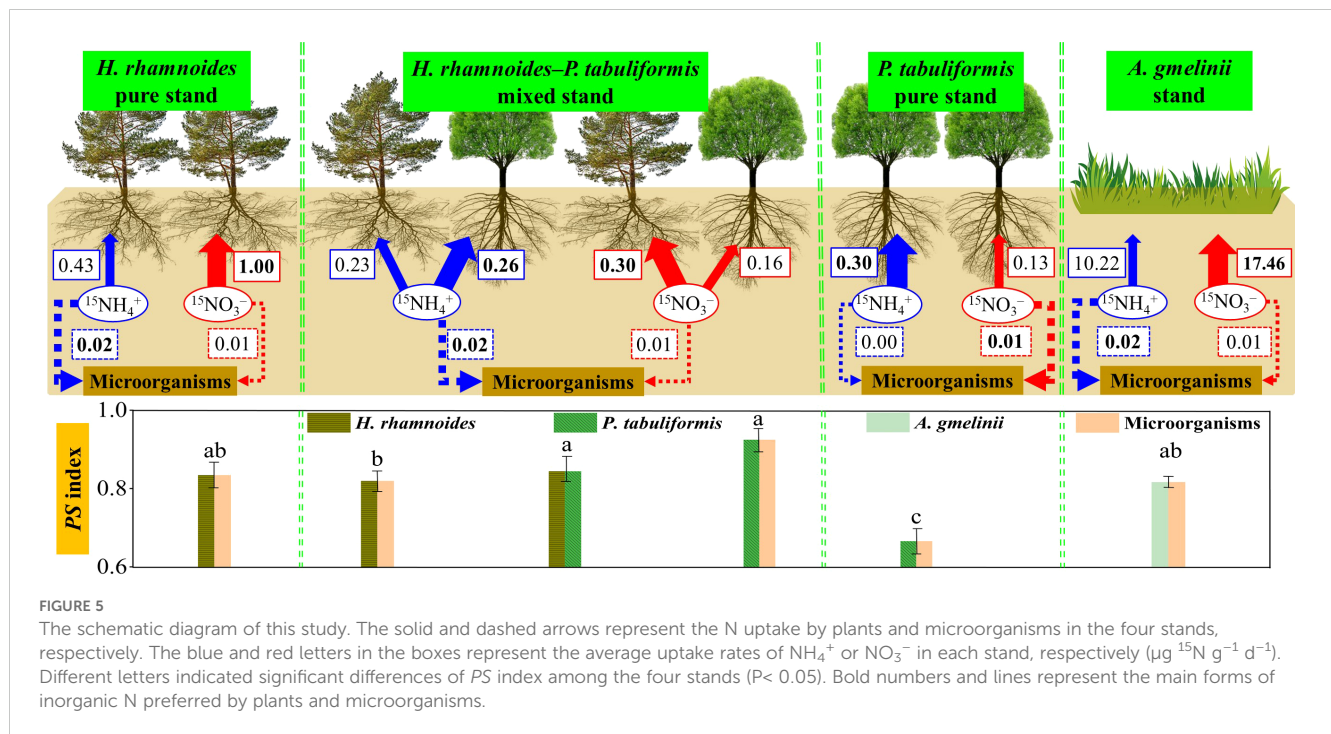 H. rhamnoides
pure stand
H. rhamnoides–P. tabuliformis
mixed stand
P. tabuliformis
pure stand
A. gmelinii
stand
0.43
1.00
0.23
0.26
0.30
0.16
0.30
0.13
10.22
17.46
¹⁵NH₄⁺
¹⁵NO₃⁻
¹⁵NH₄⁺
¹⁵NO₃⁻
¹⁵NH₄⁺
¹⁵NO₃⁻
¹⁵NH₄⁺
¹⁵NO₃⁻
0.02
0.01
0.02
0.01
0.00
0.01
0.02
0.01
Microorganisms
Microorganisms
Microorganisms
Microorganisms
PS index
1.0
0.8
0.6
H. rhamnoides
P. tabuliformis
A. gmelinii
Microorganisms
ab
b
a
a
c
ab
FIGURE 5
The schematic diagram of this study. The solid and dashed arrows represent the N uptake by plants and microorganisms in the four stands,
respectively. The blue and red letters in the boxes represent the average uptake rates of NH₄⁺ or NO₃⁻ in each stand, respectively (μg ¹⁵N g⁻¹ d⁻¹).
Different letters indicated significant differences of PS index among the four stands (P< 0.05). Bold numbers and lines represent the main forms of
inorganic N preferred by plants and microorganisms.